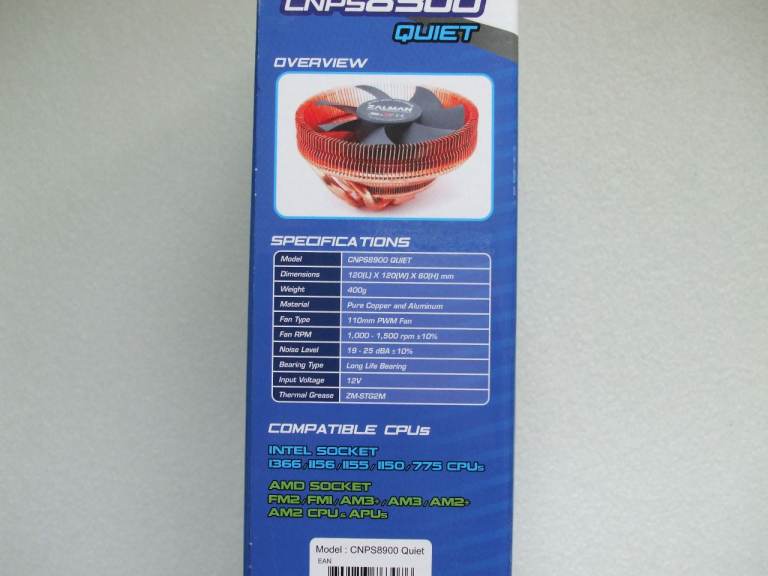 CNPS8900
QUIET
OVERVIEW
ZALMAN
SPECIFICATIONS
Model CNPS8900 QUIET
Dimensions 120(L) X 120(W) X 60(H) mm
Weight 400g
Material Pure Copper and Aluminum
Fan Type 110mm PWM Fan
Fan RPM 1,000 - 1,500 rpm ±10%
Noise Level 19 - 25 dBA ±10%
Bearing Type Long Life Bearing
Input Voltage 12V
Thermal Grease ZM-STG2M
COMPATIBLE CPUs
INTEL SOCKET
1366/1156/1155/1150/775 CPUs
AMD SOCKET
FM2/FM1/AM3+/AM3/AM2+
AM2 CPU & APUs
Model : CNPS8900 Quiet
EAN